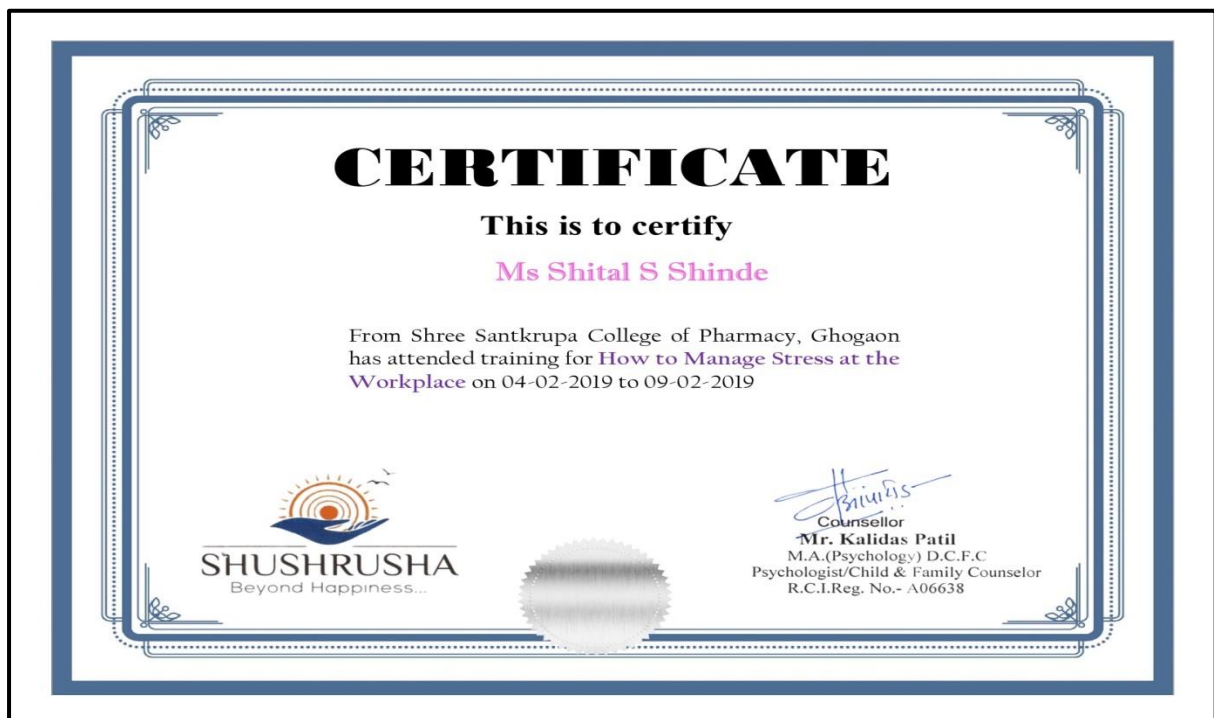 CERTIFICATE
This is to certify
Ms Shital S Shinde
From Shree Santkrupa College of Pharmacy, Ghogaon
has attended training for How to Manage Stress at the
Workplace on 04-02-2019 to 09-02-2019
SHUSHRUSHA
Beyond Happiness...
Counsellor
Mr. Kalidas Patil
M.A.(Psychology) D.C.F.C
Psychologist/Child & Family Counselor
R.C.I.Reg. No.- A06638